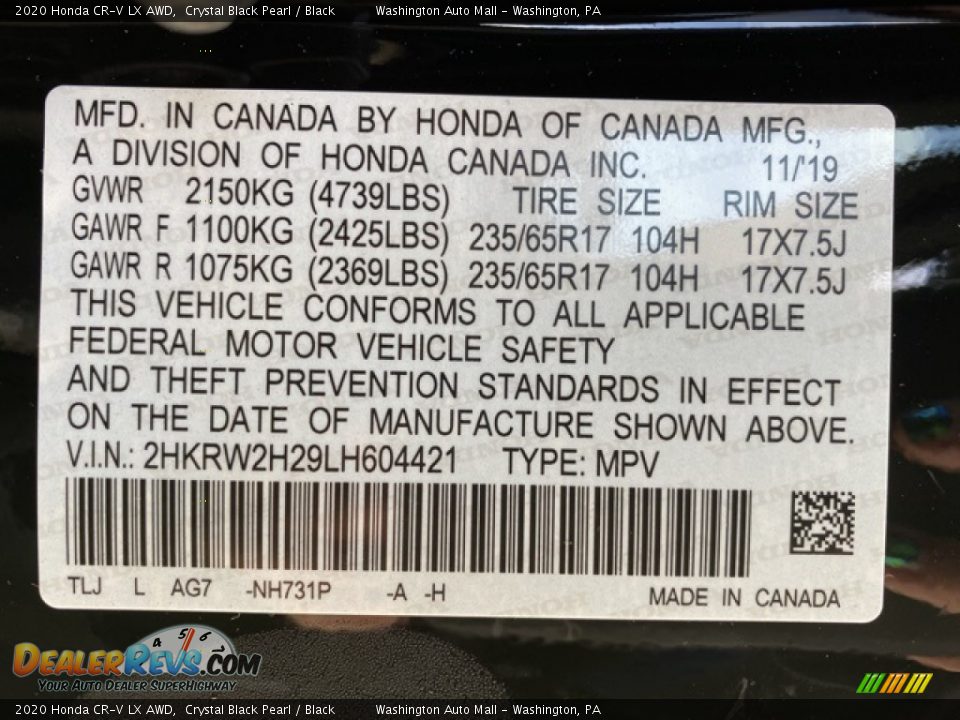 2020 Honda CR-V LX AWD, Crystal Black Pearl / Black Washington Auto Mall - Washington, PA
MFD. IN CANADA BY HONDA OF CANADA MFG.,
A DIVISION OF HONDA CANADA INC. 11/'19
GVWR 2150KG (4739LBS) TIRE SIZE RIM SIZE
GAWR F 1100KG (2425LBS) 235/65R17 104H 17X7.5J
GAWR R 1075KG (2369LBS) 235/65R17 104H 17X7.5J
THIS VEHICLE CONFORMS TO ALL APPLICABLE
FEDERAL MOTOR VEHICLE SAFETY
AND THEFT PREVENTION STANDARDS IN EFFECT
ON THE DATE OF MANUFACTURE SHOWN ABOVE.
V.I.N.: 2HKRW2H29LH604421 TYPE: MPV
TLJ L AG7 -NH731P -A -H MADE IN CANADA
4 5 6
DEALERREVS.COM
YOUR AUTO DEALER SUPERHIGHWAY
2020 Honda CR-V LX AWD, Crystal Black Pearl / Black Washington Auto Mall - Washington, PA